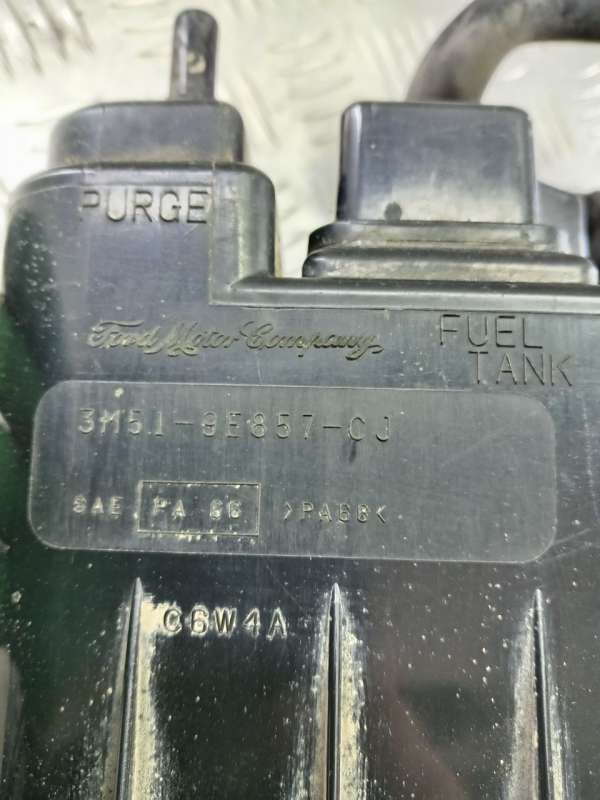 PURGE
Ford Motor Company
FUEL
TANK
3M51-9E857-CJ
SAE PA 66 >PA66<
C6W4A